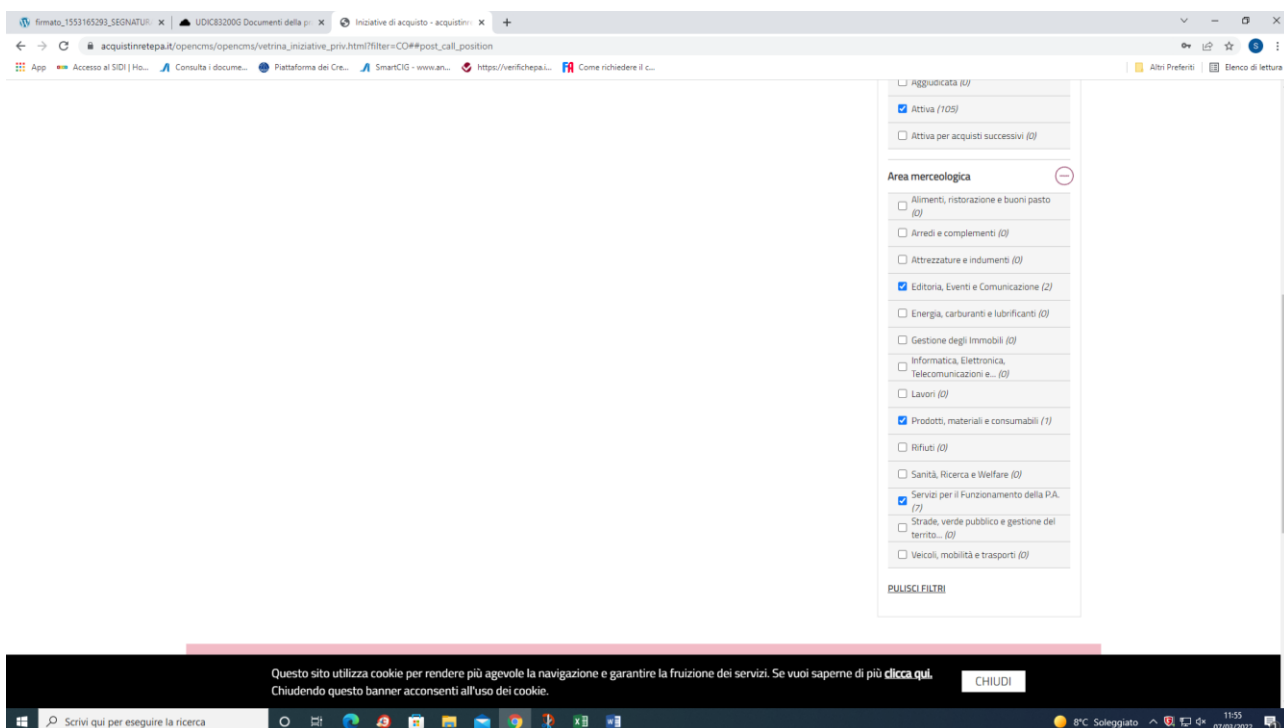 firmato_1553165293_SEGNATUR
UDIC83200G Documenti della p
Iniziative di acquisto - acquistinre
acquistinretepa.it/opencms/opencms/vetrina_iniziative_priv.html?filter=CO##post_call_position
S
App
Accesso al SIDI | Ho...
Consulta i docume...
Piattaforma dei Cre...
SmartCIG - www.an...
https://verifichepa.i...
Come richiedere il c...
Altri Preferiti
Elenco di lettura
Aggiudicata (0)
Attiva (105)
Attiva per acquisti successivi (0)
Area merceologica
Alimenti, ristorazione e buoni pasto
(0)
Arredi e complementi (0)
Attrezzature e indumenti (0)
Editoria, Eventi e Comunicazione (2)
Energia, carburanti e lubrificanti (0)
Gestione degli Immobili (0)
Informatica, Elettronica,
Telecomunicazioni e... (0)
Lavori (0)
Prodotti, materiali e consumabili (1)
Rifiuti (0)
Sanità, Ricerca e Welfare (0)
Servizi per il Funzionamento della P.A.
(7)
Strade, verde pubblico e gestione del
territo... (0)
Veicoli, mobilità e trasporti (0)
PULISCI FILTRI
Questo sito utilizza cookie per rendere più agevole la navigazione e garantire la fruizione dei servizi. Se vuoi saperne di più clicca qui.
Chiudendo questo banner acconsenti all'uso dei cookie.
CHIUDI
Scrivi qui per eseguire la ricerca
8°C Soleggiato
11:55
07/03/2022